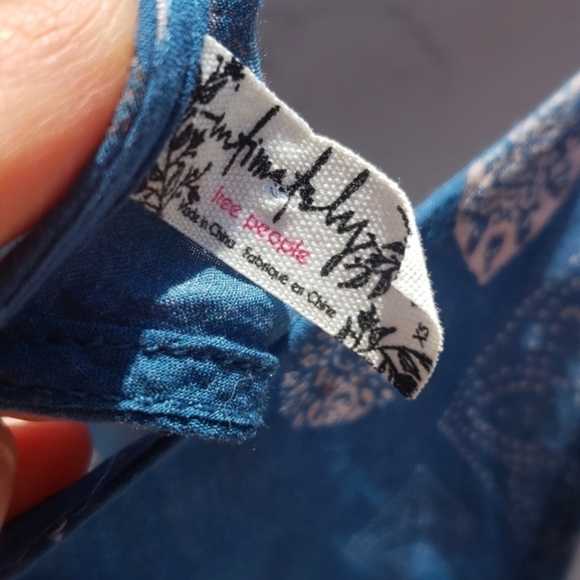 intimately
free people
Made in China Fabriqué en Chine
XS